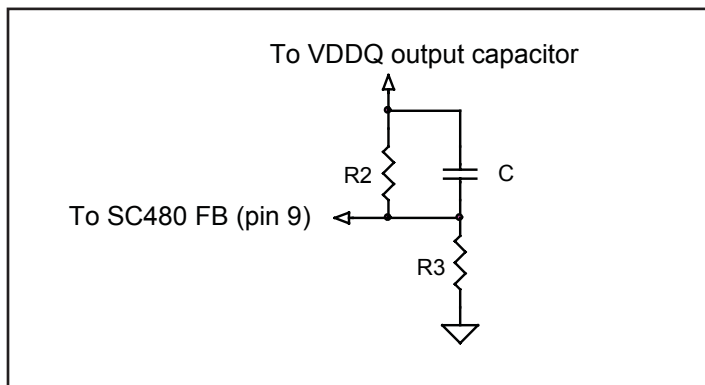 To VDDQ output capacitor
R2
C
To SC480 FB (pin 9)
R3